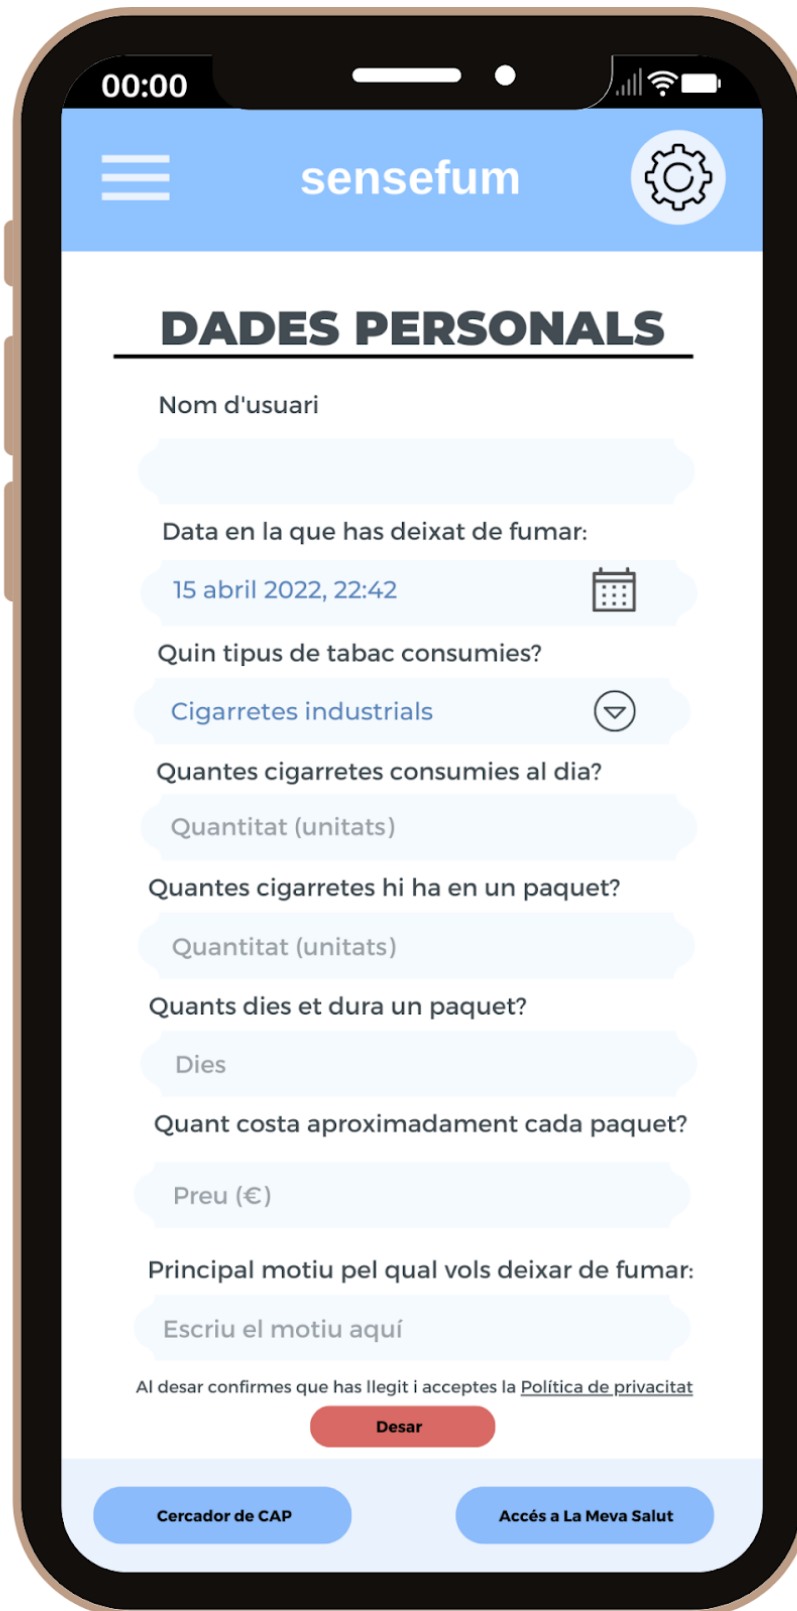 00:00
sensefum
DADES PERSONALS
Nom d'usuari
Data en la que has deixat de fumar:
15 abril 2022, 22:42
Quin tipus de tabac consumies?
Cigarretes industrials
Quantes cigarretes consumies al dia?
Quantitat (unitats)
Quantes cigarretes hi ha en un paquet?
Quantitat (unitats)
Quants dies et dura un paquet?
Dies
Quant costa aproximadament cada paquet?
Preu (€)
Principal motiu pel qual vols deixar de fumar:
Escriu el motiu aquí
Al desar confirmes que has llegit i acceptes la Política de privacitat
Desar
Cercador de CAP
Accés a La Meva Salut